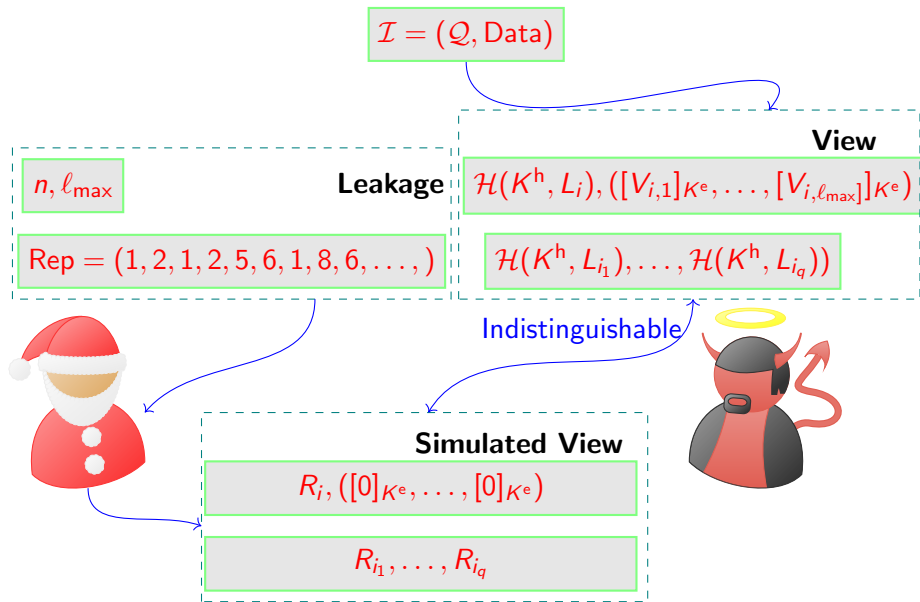 𝓘 = (𝓠, Data)
View
Leakage
n, ℓmax
𝓗(Kʰ, Lᵢ), ([Vᵢ,₁]Kᵉ, . . . , [Vᵢ,ℓmax]]Kᵉ)
Rep = (1, 2, 1, 2, 5, 6, 1, 8, 6, . . . , )
𝓗(Kʰ, Lᵢ₁), . . . , 𝓗(Kʰ, Lᵢq))
Indistinguishable
Simulated View
Rᵢ, ([0]Kᵉ, . . . , [0]Kᵉ)
Rᵢ₁, . . . , Rᵢq